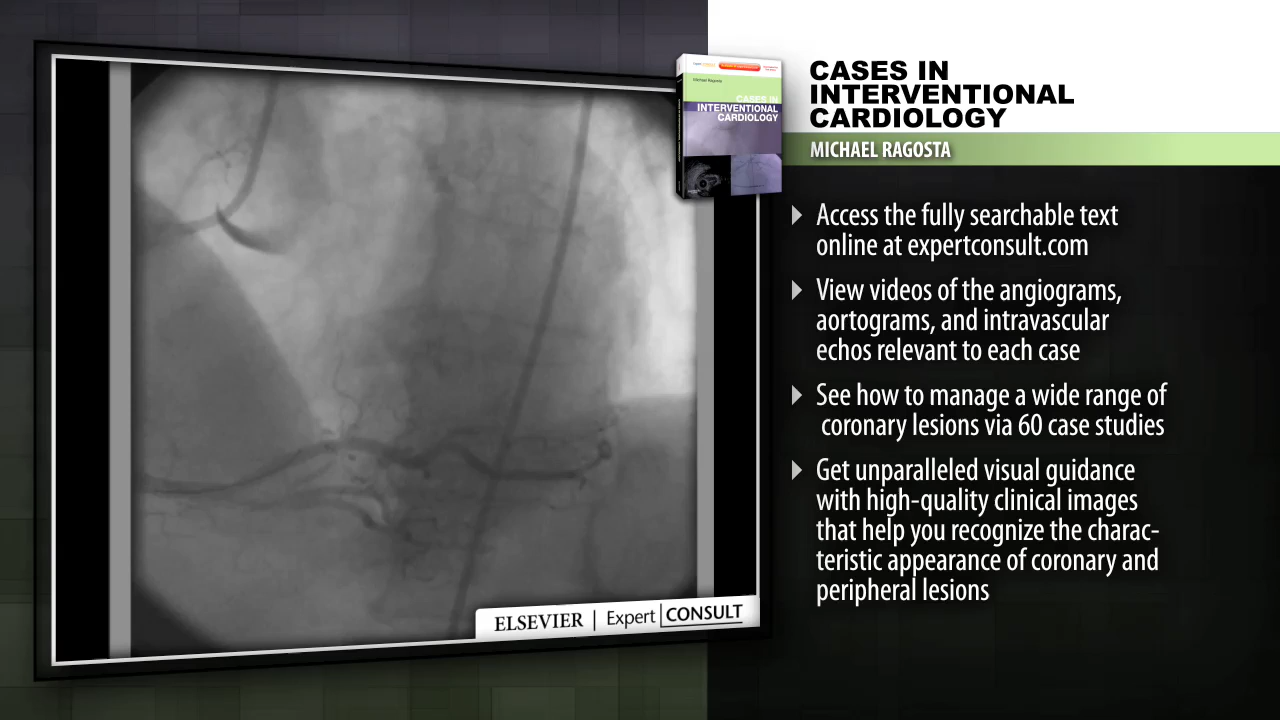 CASES IN
INTERVENTIONAL
CARDIOLOGY
MICHAEL RAGOSTA
Michael Ragosta
CASES IN
INTERVENTIONAL
CARDIOLOGY
Access the fully searchable text
online at expertconsult.com
View videos of the angiograms,
aortograms, and intravascular
echos relevant to each case
See how to manage a wide range of
coronary lesions via 60 case studies
Get unparalleled visual guidance
with high-quality clinical images
that help you recognize the charac-
teristic appearance of coronary and
peripheral lesions
ELSEVIER | Expert CONSULT